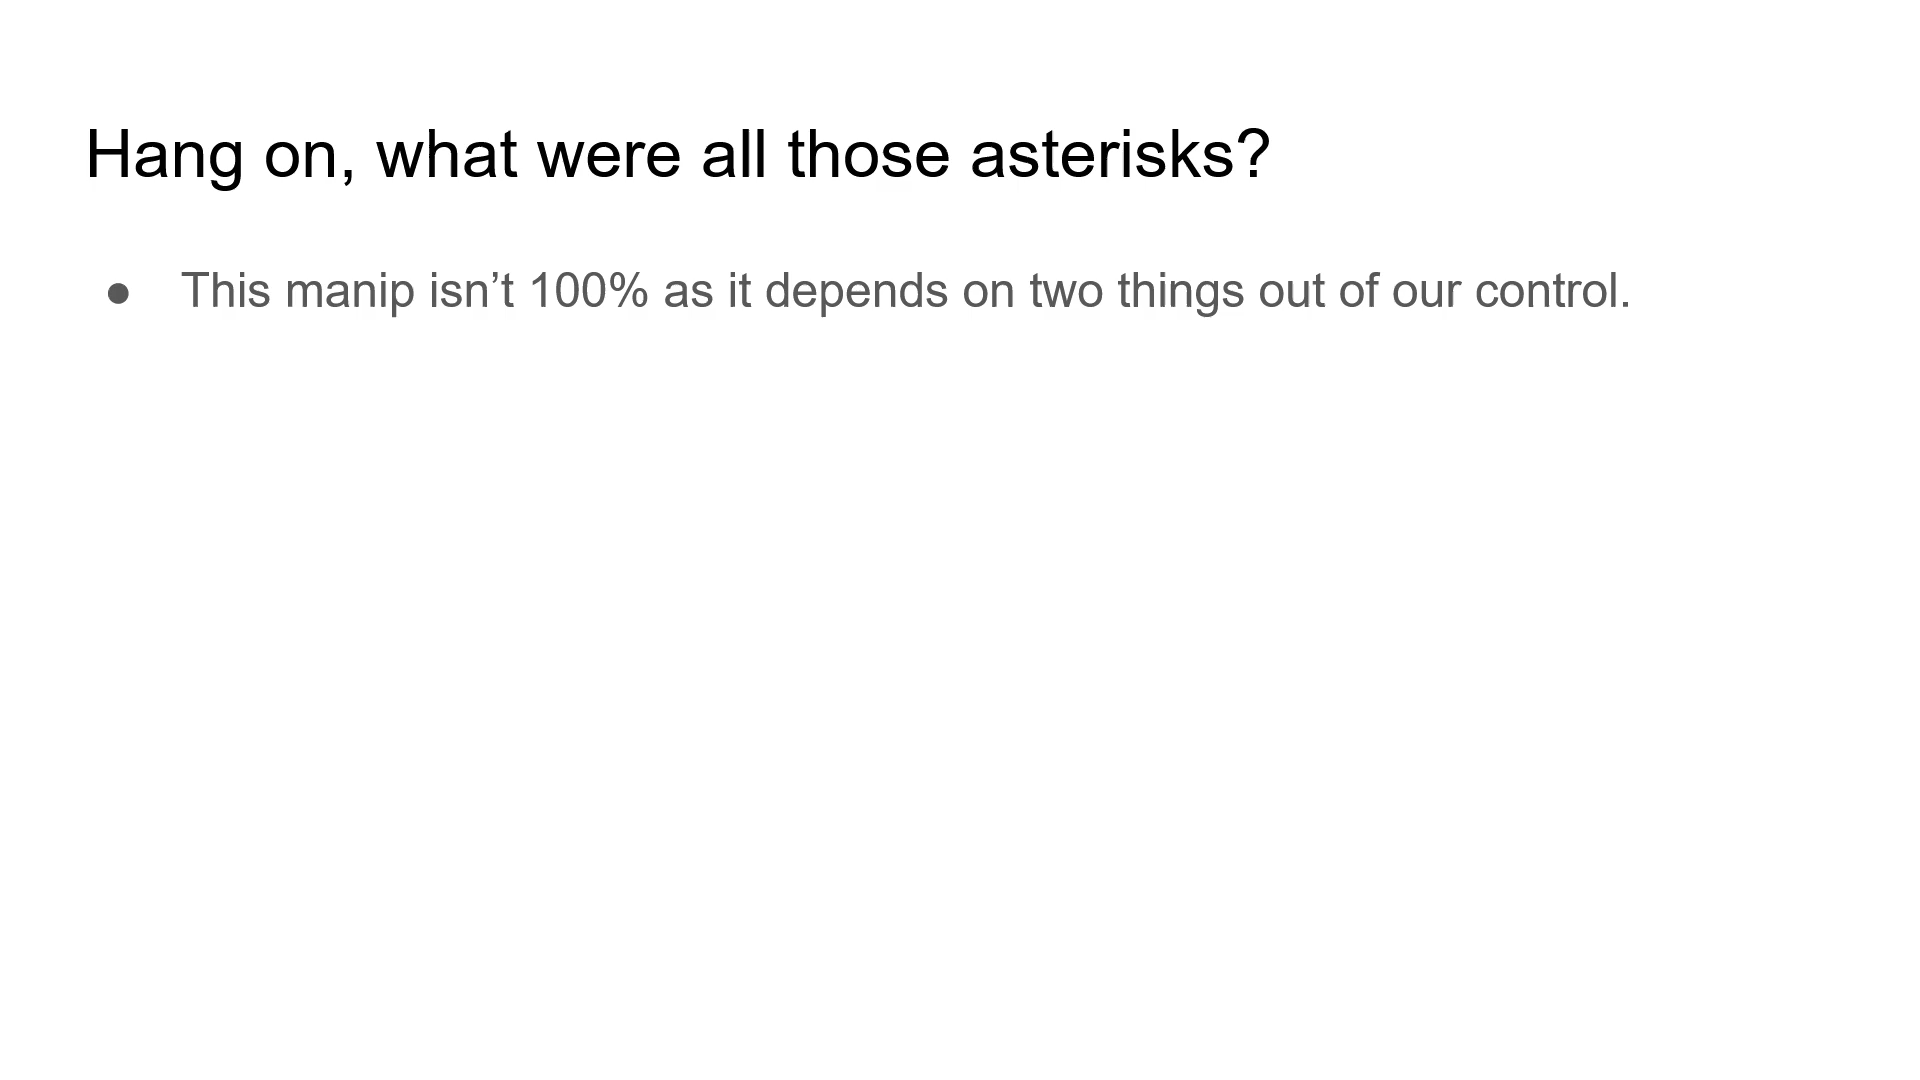 Hang on, what were all those asterisks?
● This manip isn’t 100% as it depends on two things out of our control.